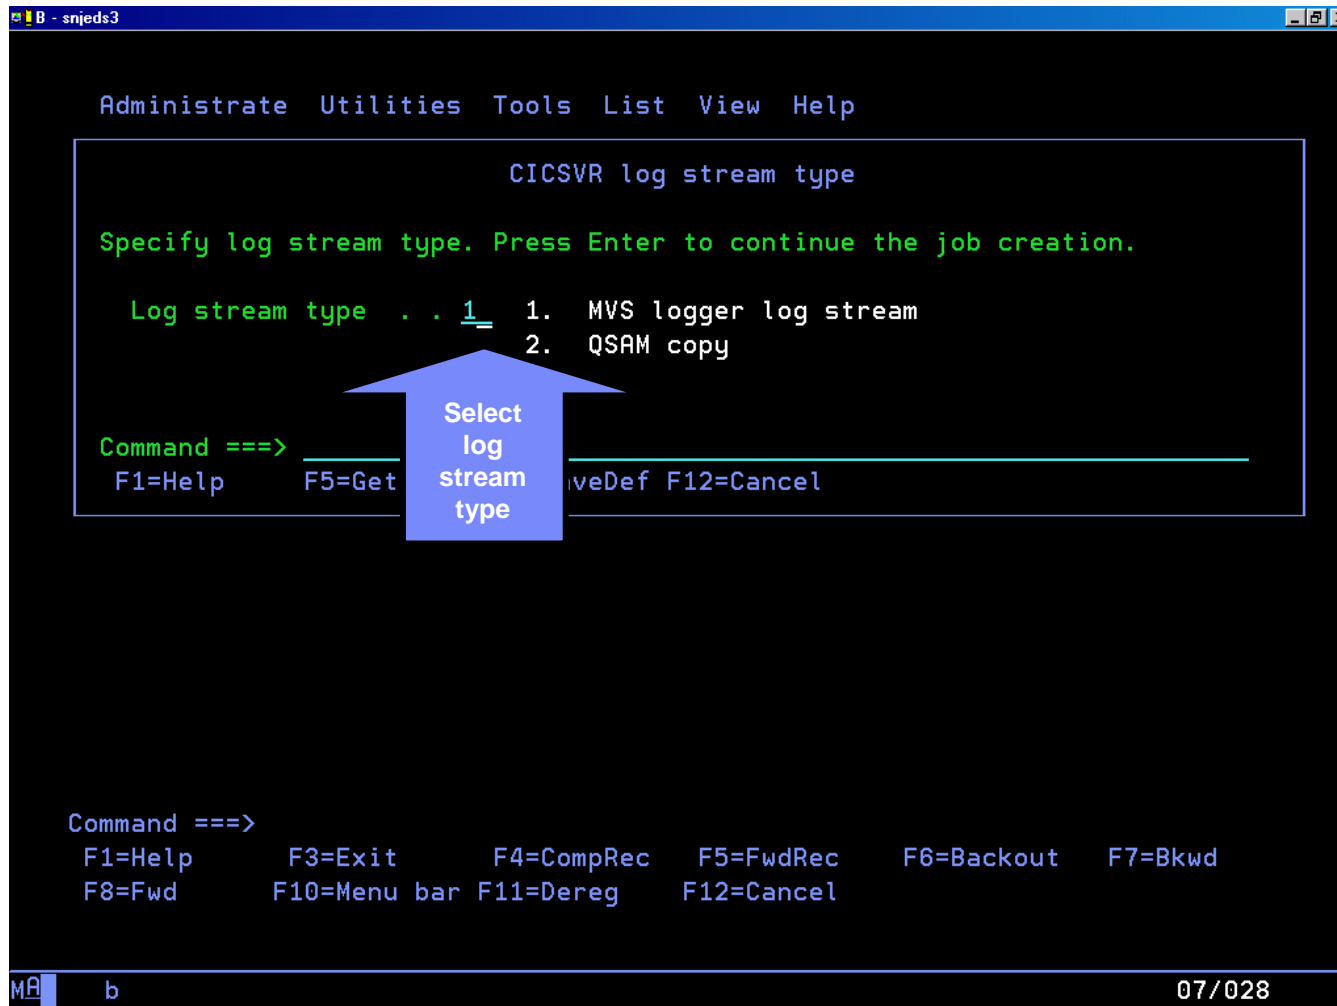 B - snjeds3
Administrate Utilities Tools List View Help
CICSVR log stream type
Specify log stream type. Press Enter to continue the job creation.
Log stream type . . 1_ 1. MVS logger log stream
2. QSAM copy
Select
log
stream
type
Command ===>
F1=Help F5=Get veDef F12=Cancel
Command ===>
F1=Help F3=Exit F4=CompRec F5=FwdRec F6=Backout F7=Bkwd
F8=Fwd F10=Menu bar F11=Dereg F12=Cancel
MA b 07/028